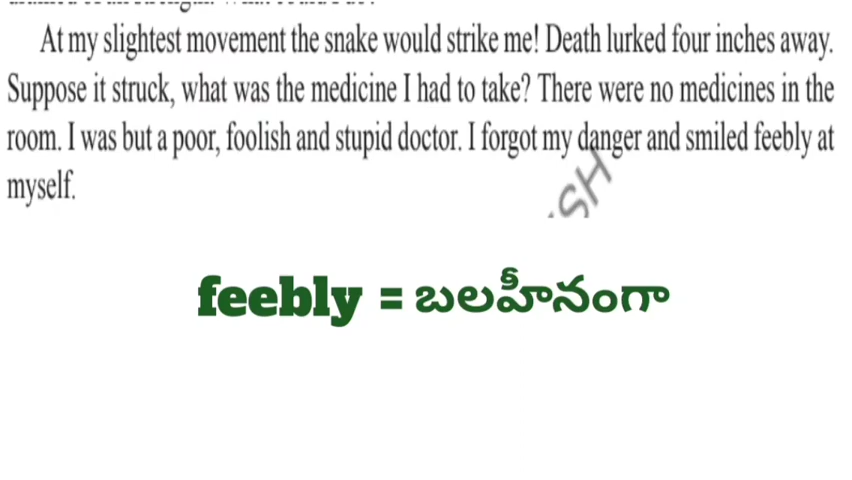 At my slightest movement the snake would strike me! Death lurked four inches away.
Suppose it struck, what was the medicine I had to take? There were no medicines in the
room. I was but a poor, foolish and stupid doctor. I forgot my danger and smiled feebly at
myself.
SH
feebly = బలహీనంగా